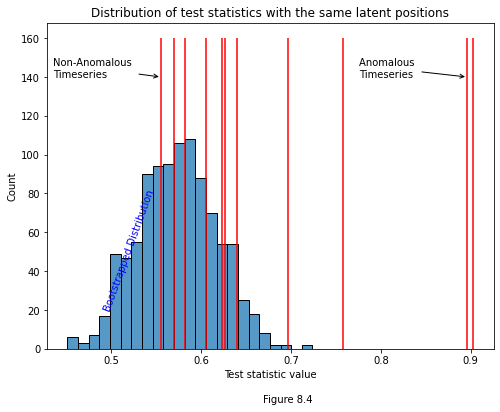 Distribution of test statistics with the same latent positions
160
140
120
100
80
60
40
20
0
Count
Non-Anomalous
Timeseries
Anomalous
Timeseries
Bootstrapped Distribution
0.5
0.6
0.7
0.8
0.9
Test statistic value
Figure 8.4